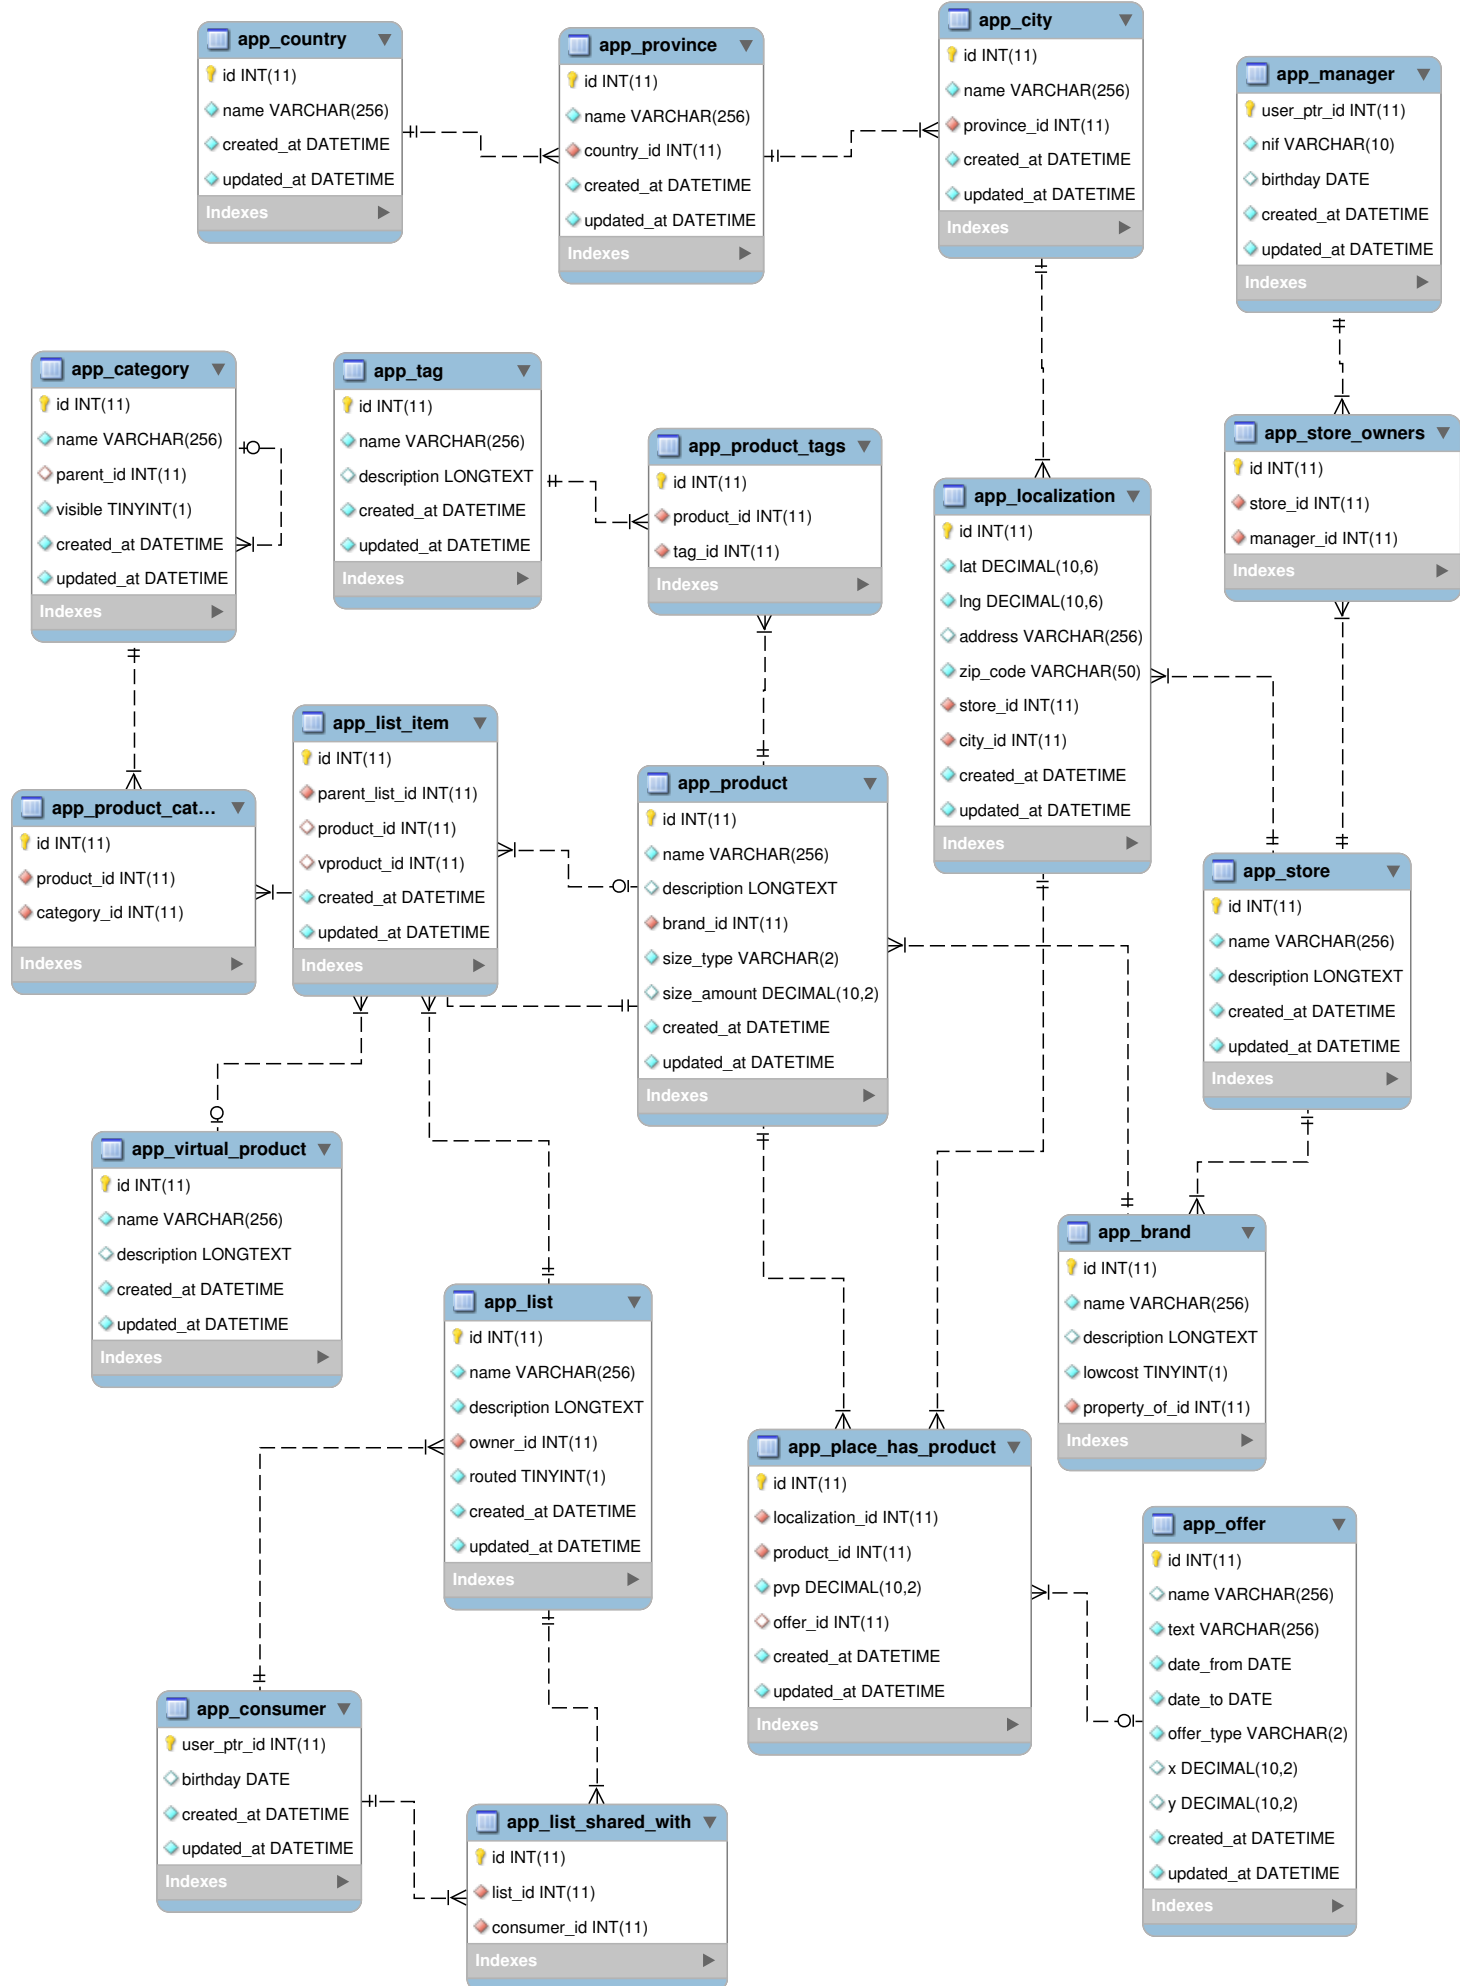 app_country
id INT(11)
name VARCHAR(256)
created_at DATETIME
updated_at DATETIME
Indexes
app_province
id INT(11)
name VARCHAR(256)
country_id INT(11)
created_at DATETIME
updated_at DATETIME
Indexes
app_city
id INT(11)
name VARCHAR(256)
province_id INT(11)
created_at DATETIME
updated_at DATETIME
Indexes
app_manager
user_ptr_id INT(11)
nif VARCHAR(10)
birthday DATE
created_at DATETIME
updated_at DATETIME
Indexes
app_category
id INT(11)
name VARCHAR(256)
parent_id INT(11)
visible TINYINT(1)
created_at DATETIME
updated_at DATETIME
Indexes
app_tag
id INT(11)
name VARCHAR(256)
description LONGTEXT
created_at DATETIME
updated_at DATETIME
Indexes
app_product_tags
id INT(11)
product_id INT(11)
tag_id INT(11)
Indexes
app_localization
id INT(11)
lat DECIMAL(10,6)
lng DECIMAL(10,6)
address VARCHAR(256)
zip_code VARCHAR(50)
store_id INT(11)
city_id INT(11)
created_at DATETIME
updated_at DATETIME
Indexes
app_store_owners
id INT(11)
store_id INT(11)
manager_id INT(11)
Indexes
app_product_cat...
id INT(11)
product_id INT(11)
category_id INT(11)
Indexes
app_list_item
id INT(11)
parent_list_id INT(11)
product_id INT(11)
vproduct_id INT(11)
created_at DATETIME
updated_at DATETIME
Indexes
app_product
id INT(11)
name VARCHAR(256)
description LONGTEXT
brand_id INT(11)
size_type VARCHAR(2)
size_amount DECIMAL(10,2)
created_at DATETIME
updated_at DATETIME
Indexes
app_store
id INT(11)
name VARCHAR(256)
description LONGTEXT
created_at DATETIME
updated_at DATETIME
Indexes
app_virtual_product
id INT(11)
name VARCHAR(256)
description LONGTEXT
created_at DATETIME
updated_at DATETIME
Indexes
app_list
id INT(11)
name VARCHAR(256)
description LONGTEXT
owner_id INT(11)
routed TINYINT(1)
created_at DATETIME
updated_at DATETIME
Indexes
app_brand
id INT(11)
name VARCHAR(256)
description LONGTEXT
lowcost TINYINT(1)
property_of_id INT(11)
Indexes
app_place_has_product
id INT(11)
localization_id INT(11)
product_id INT(11)
pvp DECIMAL(10,2)
offer_id INT(11)
created_at DATETIME
updated_at DATETIME
Indexes
app_offer
id INT(11)
name VARCHAR(256)
text VARCHAR(256)
date_from DATE
date_to DATE
offer_type VARCHAR(2)
x DECIMAL(10,2)
y DECIMAL(10,2)
created_at DATETIME
updated_at DATETIME
Indexes
app_consumer
user_ptr_id INT(11)
birthday DATE
created_at DATETIME
updated_at DATETIME
Indexes
app_list_shared_with
id INT(11)
list_id INT(11)
consumer_id INT(11)
Indexes